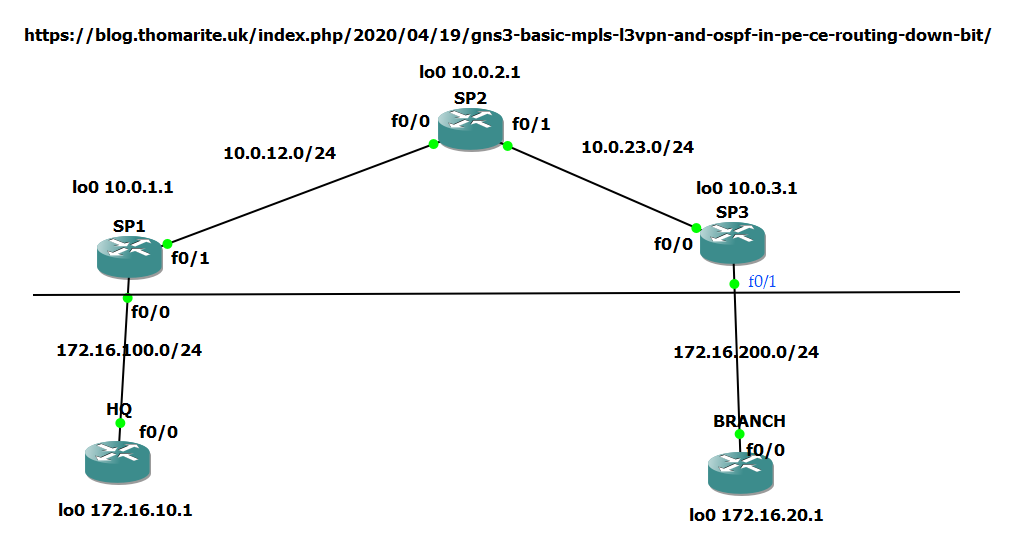 https://blog.thomarite.uk/index.php/2020/04/19/gns3-basic-mpls-l3vpn-and-ospf-in-pe-ce-routing-down-bit/
lo0 10.0.2.1
SP2
f0/0
f0/1
10.0.12.0/24
10.0.23.0/24
lo0 10.0.1.1
lo0 10.0.3.1
SP1
SP3
f0/1
f0/0
f0/1
f0/0
172.16.100.0/24
172.16.200.0/24
HQ
BRANCH
f0/0
f0/0
lo0 172.16.10.1
lo0 172.16.20.1